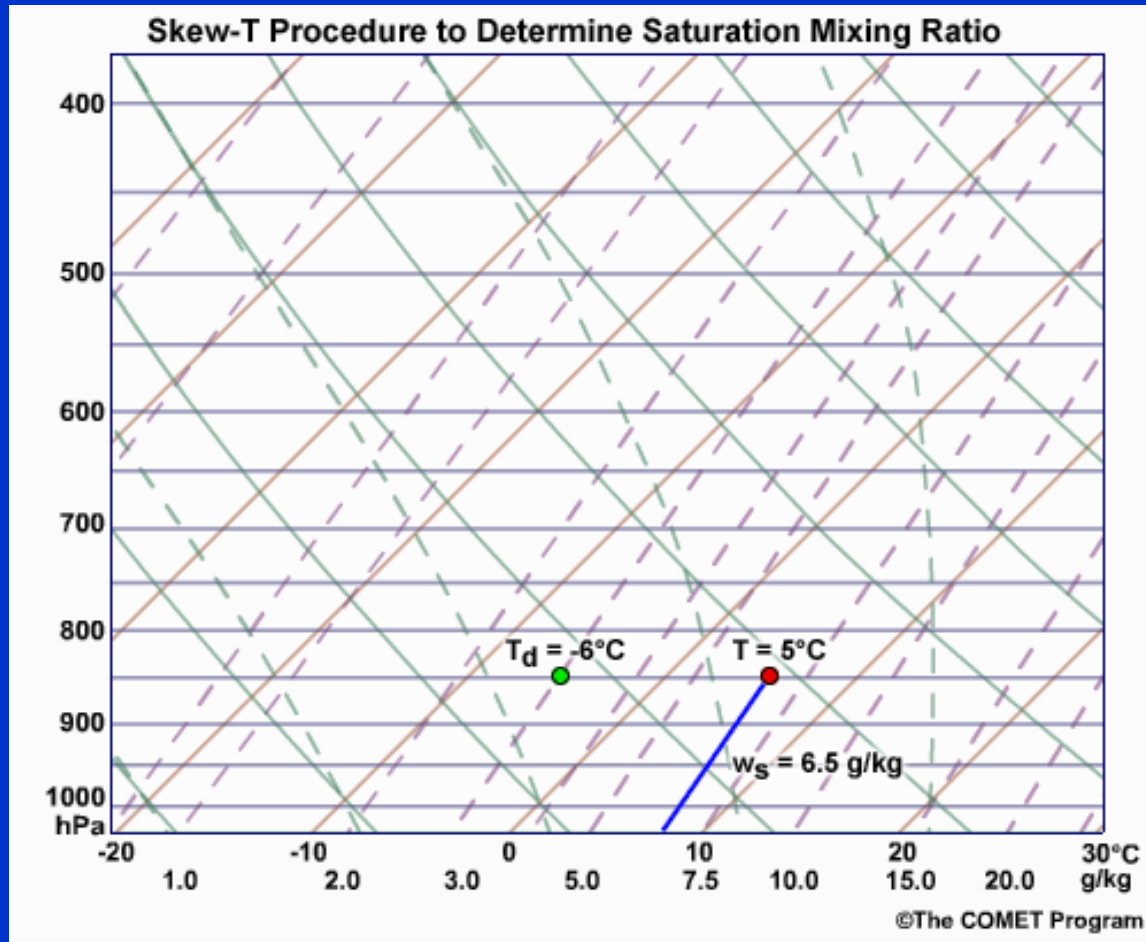 Skew-T Procedure to Determine Saturation Mixing Ratio
400
500
600
700
800
Td = -6°C T = 5°C
900
ws = 6.5 g/kg
1000
hPa
-20 -10 0 10 20 30°C
1.0 2.0 3.0 5.0 7.5 10.0 15.0 20.0 g/kg
©The COMET Program